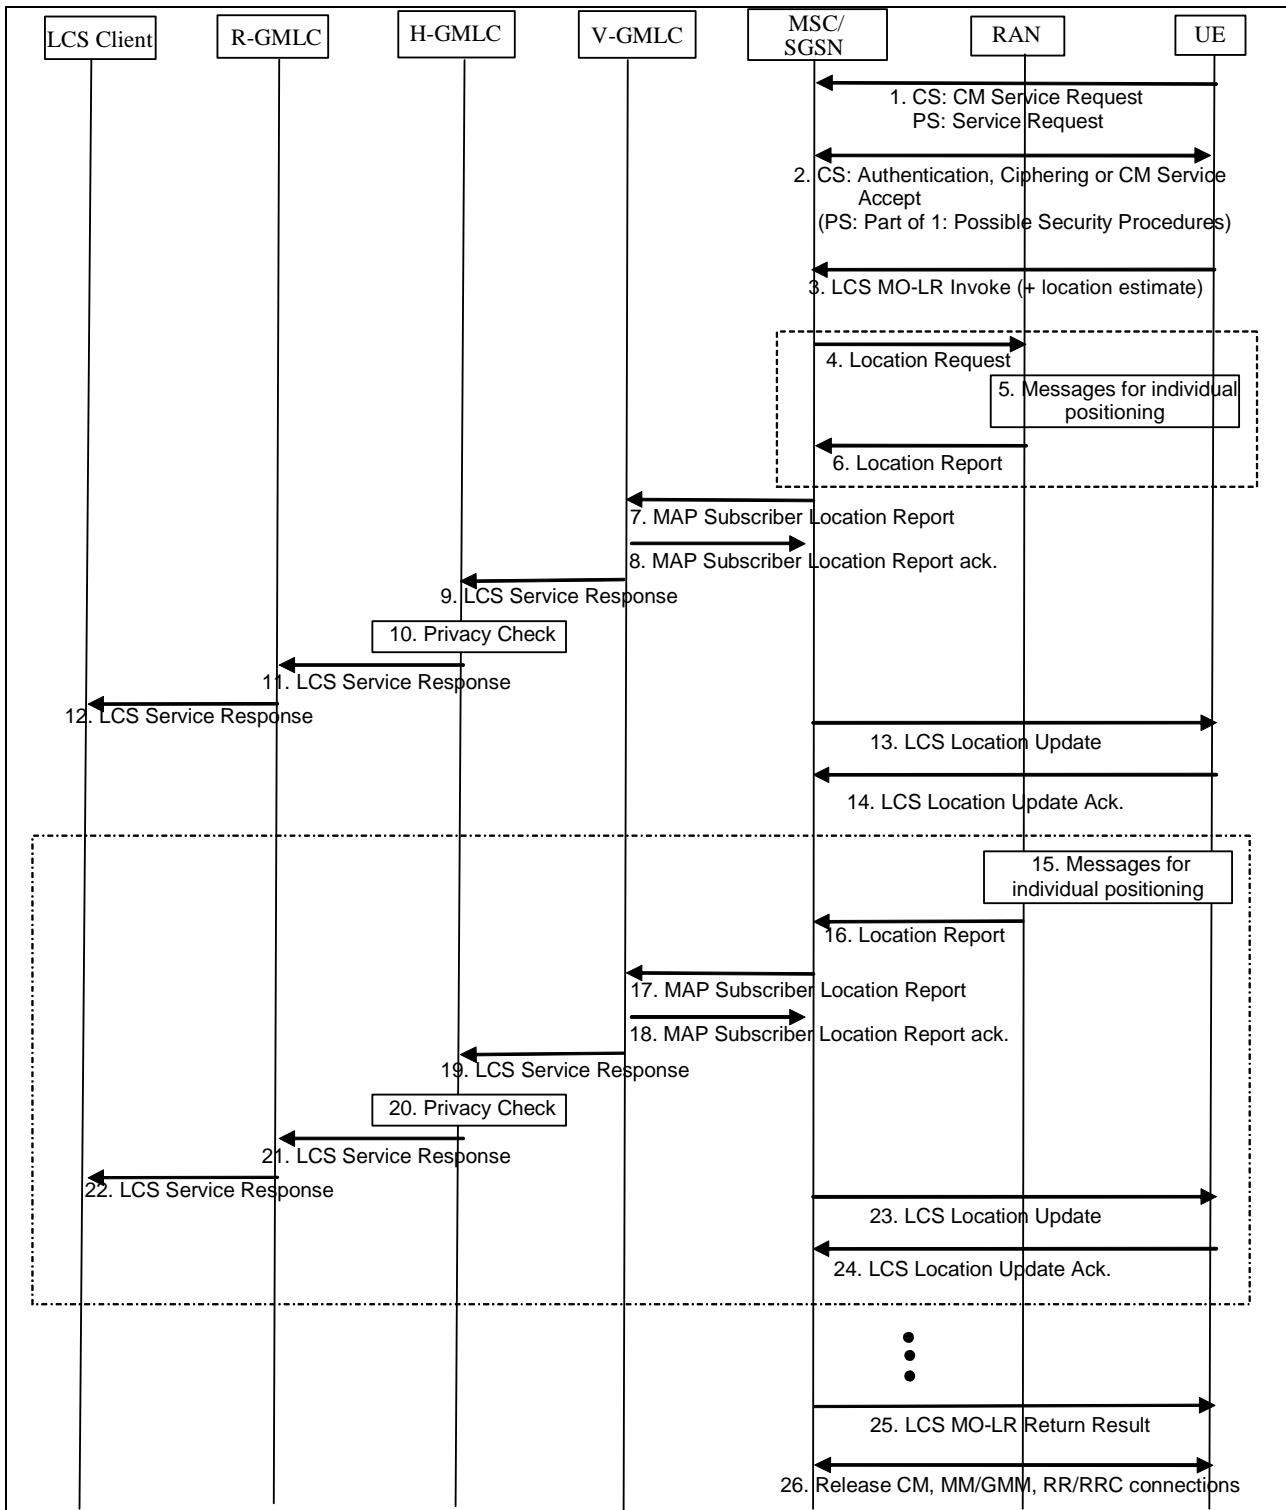 LCS Client
R-GMLC
H-GMLC
V-GMLC
MSC/
SGSN
RAN
UE
1. CS: CM Service Request
PS: Service Request
2. CS: Authentication, Ciphering or CM Service
Accept
(PS: Part of 1: Possible Security Procedures)
3. LCS MO-LR Invoke (+ location estimate)
4. Location Request
5. Messages for individual
positioning
6. Location Report
7. MAP Subscriber Location Report
8. MAP Subscriber Location Report ack.
9. LCS Service Response
10. Privacy Check
11. LCS Service Response
12. LCS Service Response
13. LCS Location Update
14. LCS Location Update Ack.
15. Messages for
individual positioning
16. Location Report
17. MAP Subscriber Location Report
18. MAP Subscriber Location Report ack.
19. LCS Service Response
20. Privacy Check
21. LCS Service Response
22. LCS Service Response
23. LCS Location Update
24. LCS Location Update Ack.
25. LCS MO-LR Return Result
26. Release CM, MM/GMM, RR/RRC connections